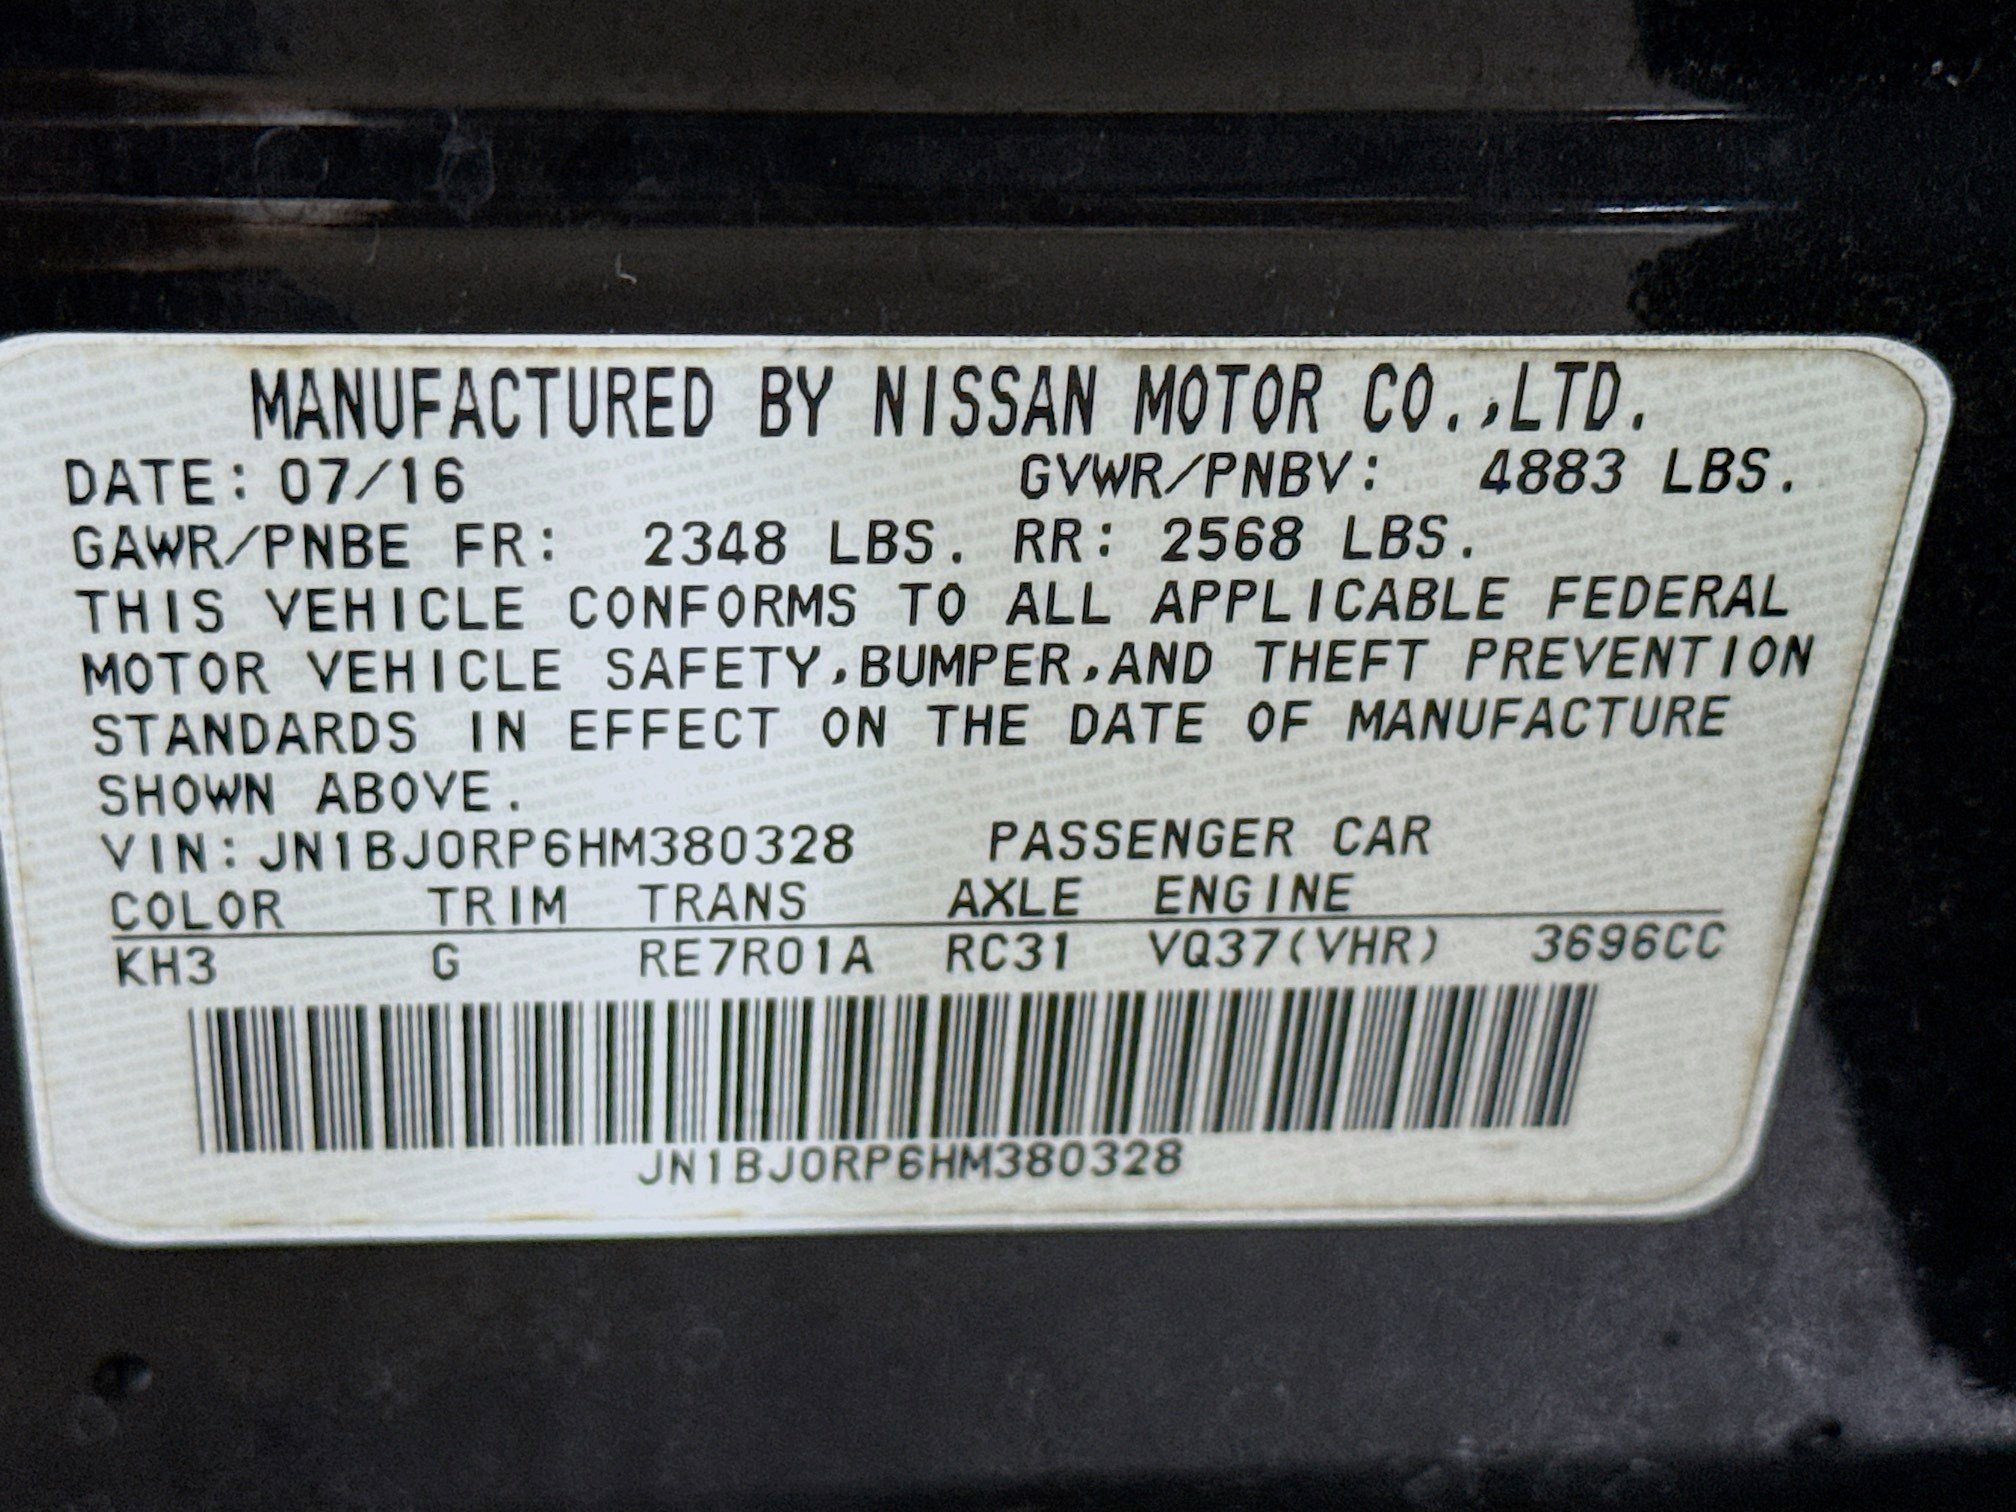 MANUFACTURED BY NISSAN MOTOR CO.,LTD.
DATE: 07/16 GVWR/PNBV: 4883 LBS.
GAWR/PNBE FR: 2348 LBS. RR: 2568 LBS.
THIS VEHICLE CONFORMS TO ALL APPLICABLE FEDERAL
MOTOR VEHICLE SAFETY,BUMPER,AND THEFT PREVENTION
STANDARDS IN EFFECT ON THE DATE OF MANUFACTURE
SHOWN ABOVE.
VIN:JN1BJ0RP6HM380328 PASSENGER CAR
COLOR TRIM TRANS AXLE ENGINE
KH3 G RE7R01A RC31 VQ37(VHR) 3696CC
JN1BJ0RP6HM380328